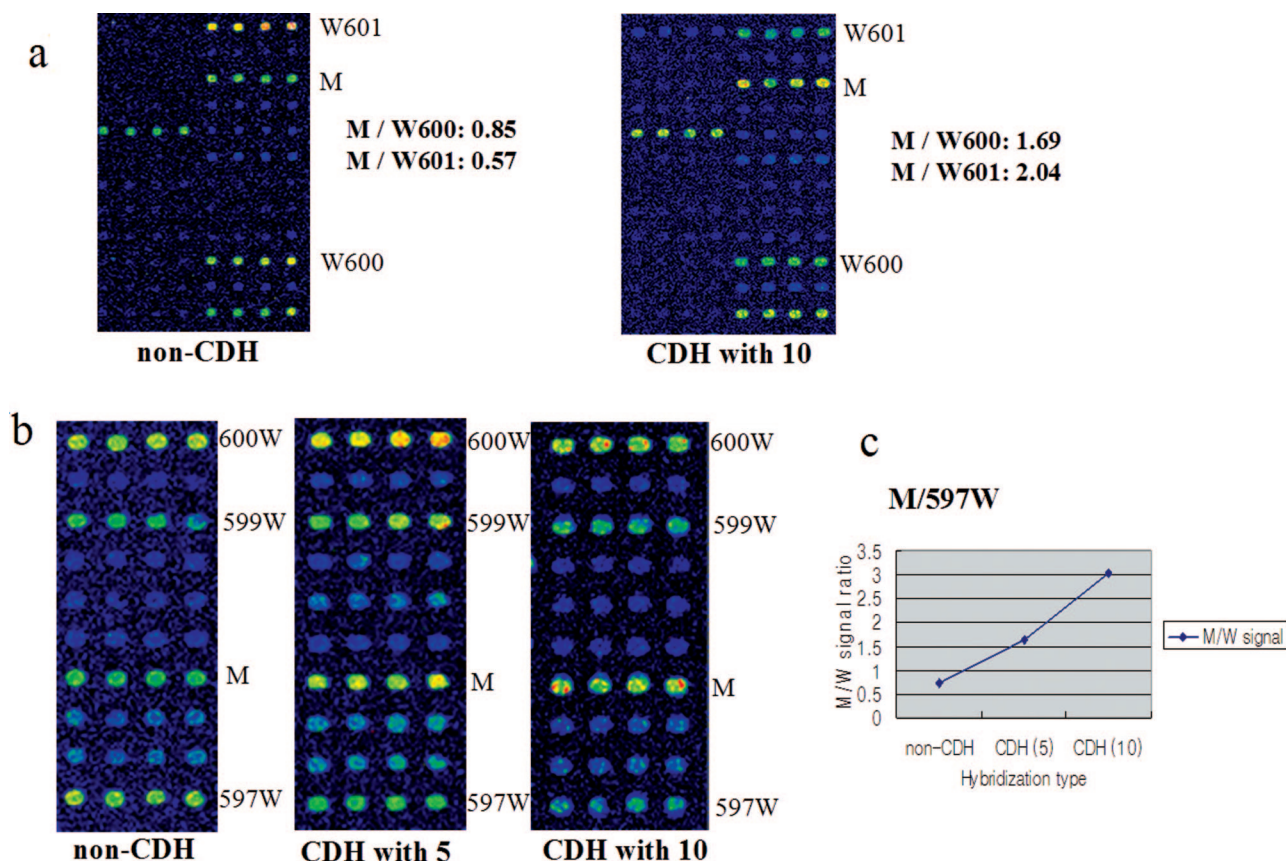 a
W601
M
M / W600: 0.85
M / W601: 0.57
W600
non-CDH
W601
M
M / W600: 1.69
M / W601: 2.04
W600
CDH with 10
b
600W
599W
M
597W
non-CDH
600W
599W
M
597W
CDH with 5
600W
599W
M
597W
CDH with 10
c
M/597W
M/W signal ratio
3.5
3
2.5
2
1.5
1
0.5
0
non-CDH CDH (5) CDH (10)
Hybridization type
M/W signal